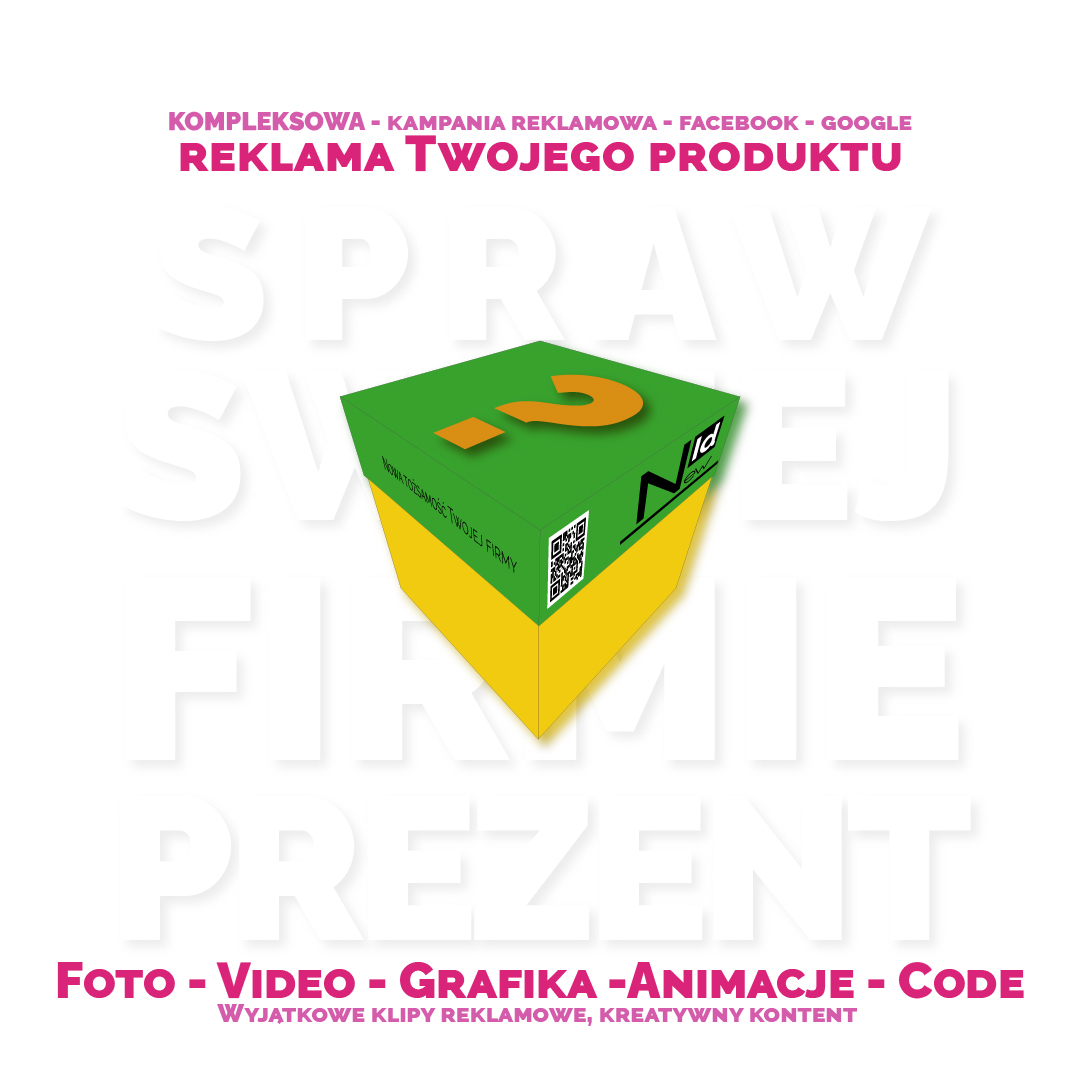 KOMPLEKSOWA - KAMPANIA REKLAMOWA - FACEBOOK - GOOGLE
REKLAMA TWOJEGO PRODUKTU
SPRAW
SWOJEJ
FIRMIE
PREZENT
?
NOWA TOŻSAMOŚĆ TWOJEJ FIRMY
New Id
FOTO - VIDEO - GRAFIKA -ANIMACJE - CODE
WYJĄTKOWE KLIPY REKLAMOWE, KREATYWNY KONTENT